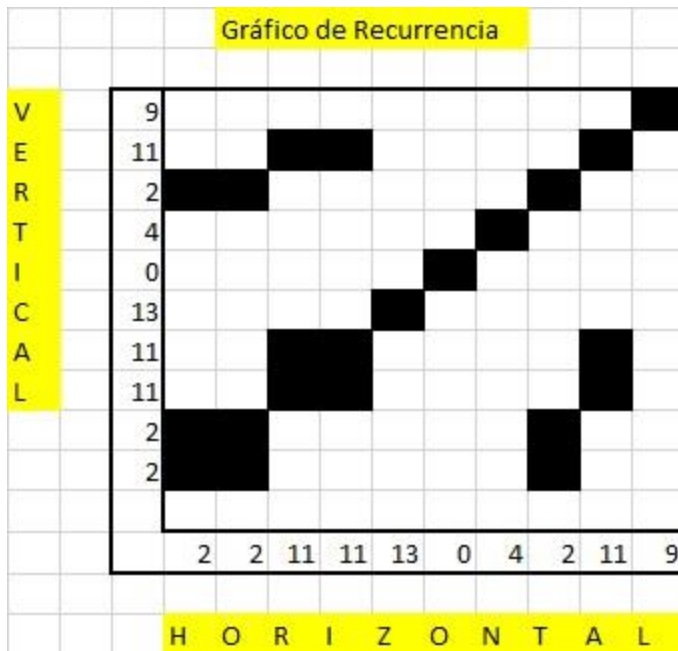 Gráfico de Recurrencia
V 9
E 11
R 2
T 4
I 0
C 13
A 11
L 11
2
2
2 2 11 11 13 0 4 2 11 9
H O R I Z O N T A L